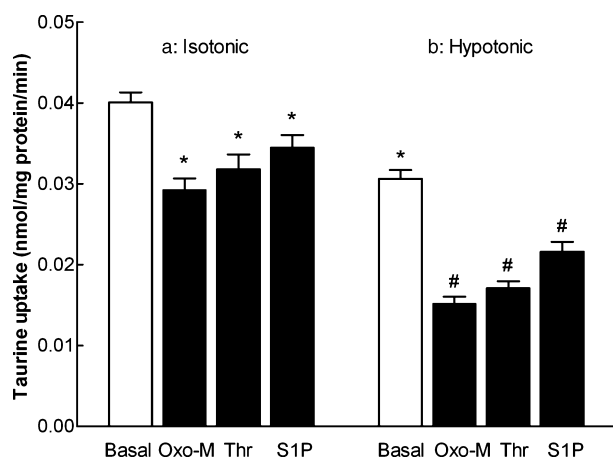 Taurine uptake (nmol/mg protein/min)
0.05
0.04
0.03
0.02
0.01
0.00
a: Isotonic
b: Hypotonic
*
*
*
*
#
#
#
Basal Oxo-M Thr S1P
Basal Oxo-M Thr S1P